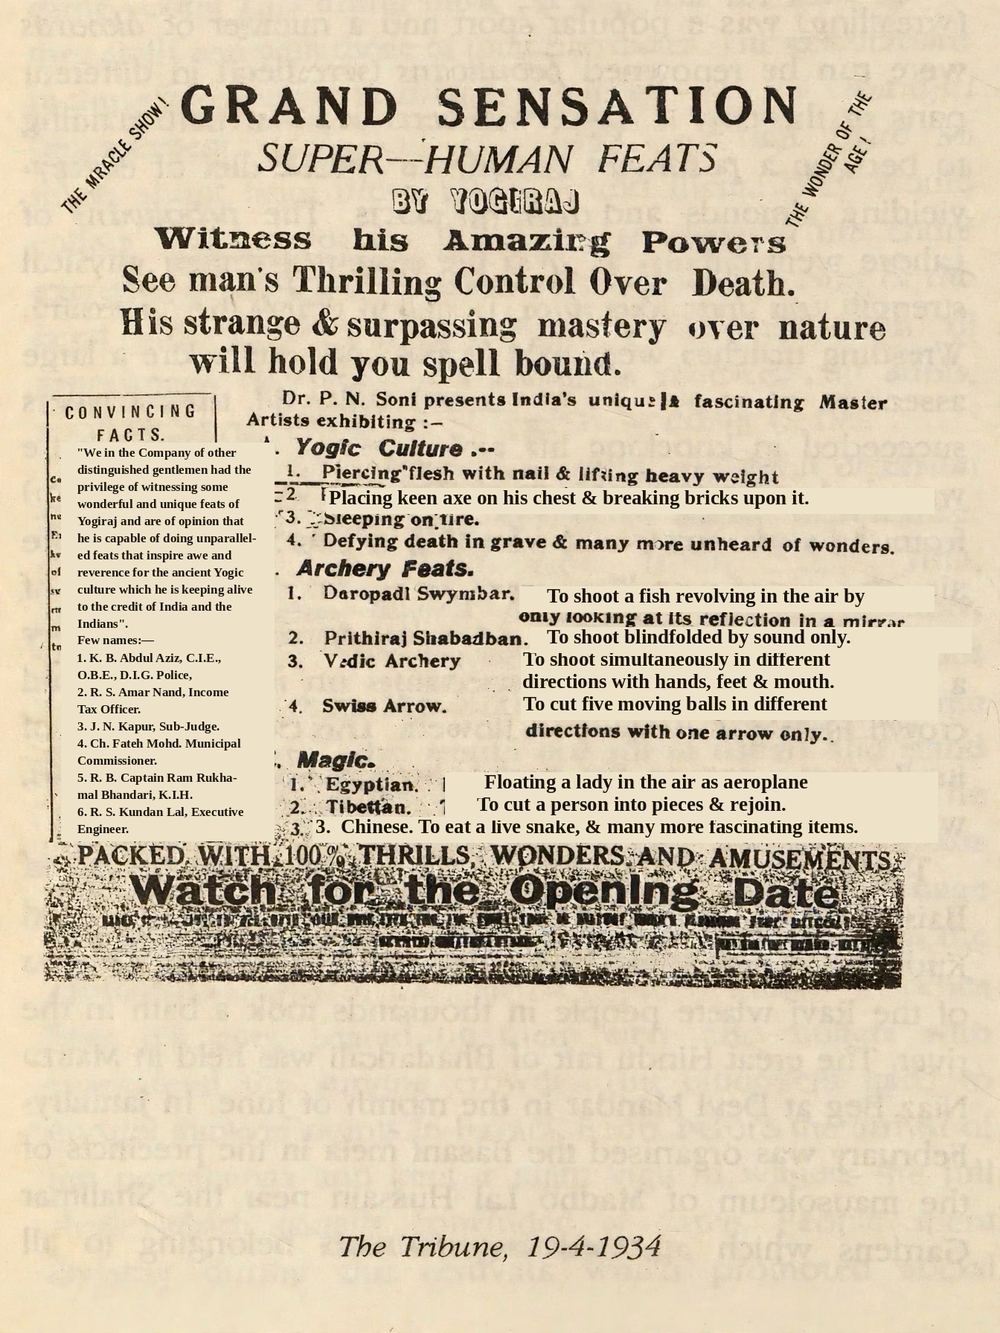 THE MIRACLE SHOW!
GRAND SENSATION
THE WONDER OF THE
AGE!
SUPER—HUMAN FEATS
BY YOGIRAJ
Witness his Amazing Powers
See man's Thrilling Control Over Death.
His strange & surpassing mastery over nature
will hold you spell bound.
CONVINCING
FACTS.
"We in the Company of other
distinguished gentlemen had the
privilege of witnessing some
wonderful and unique feats of
Yogiraj and are of opinion that
he is capable of doing unparallel-
ed feats that inspire awe and
reverence for the ancient Yogic
culture which he is keeping alive
to the credit of India and the
Indians".
Few names:—
1. K. B. Abdul Aziz, C.I.E.,
O.B.E., D.I.G. Police,
2. R. S. Amar Nand, Income
Tax Officer.
3. J. N. Kapur, Sub-Judge.
4. Ch. Fateh Mohd. Municipal
Commissioner.
5. R. B. Captain Ram Rukha-
mal Bhandari, K.I.H.
6. R. S. Kundan Lal, Executive
Engineer.
Dr. P. N. Soni presents India's unique & fascinating Master
Artists exhibiting :—
Yogic Culture .--
1. Piercing flesh with nail & lifting heavy weight
2 Placing keen axe on his chest & breaking bricks upon it.
3. Sleeping on fire.
4. Defying death in grave & many more unheard of wonders.
Archery Feats.
1. Daropadi Swymbar. To shoot a fish revolving in the air by
only looking at its reflection in a mirror
2. Prithiraj Shabadban. To shoot blindfolded by sound only.
3. Vedic Archery To shoot simultaneously in different
directions with hands, feet & mouth.
4. Swiss Arrow. To cut five moving balls in different
directions with one arrow only.
Magic.
1. Egyptian. Floating a lady in the air as aeroplane
2. Tibettan. To cut a person into pieces & rejoin.
3. 3. Chinese. To eat a live snake, & many more fascinating items.
PACKED WITH 100% THRILLS, WONDERS AND AMUSEMENTS
Watch for the Opening Date
The Tribune, 19-4-1934